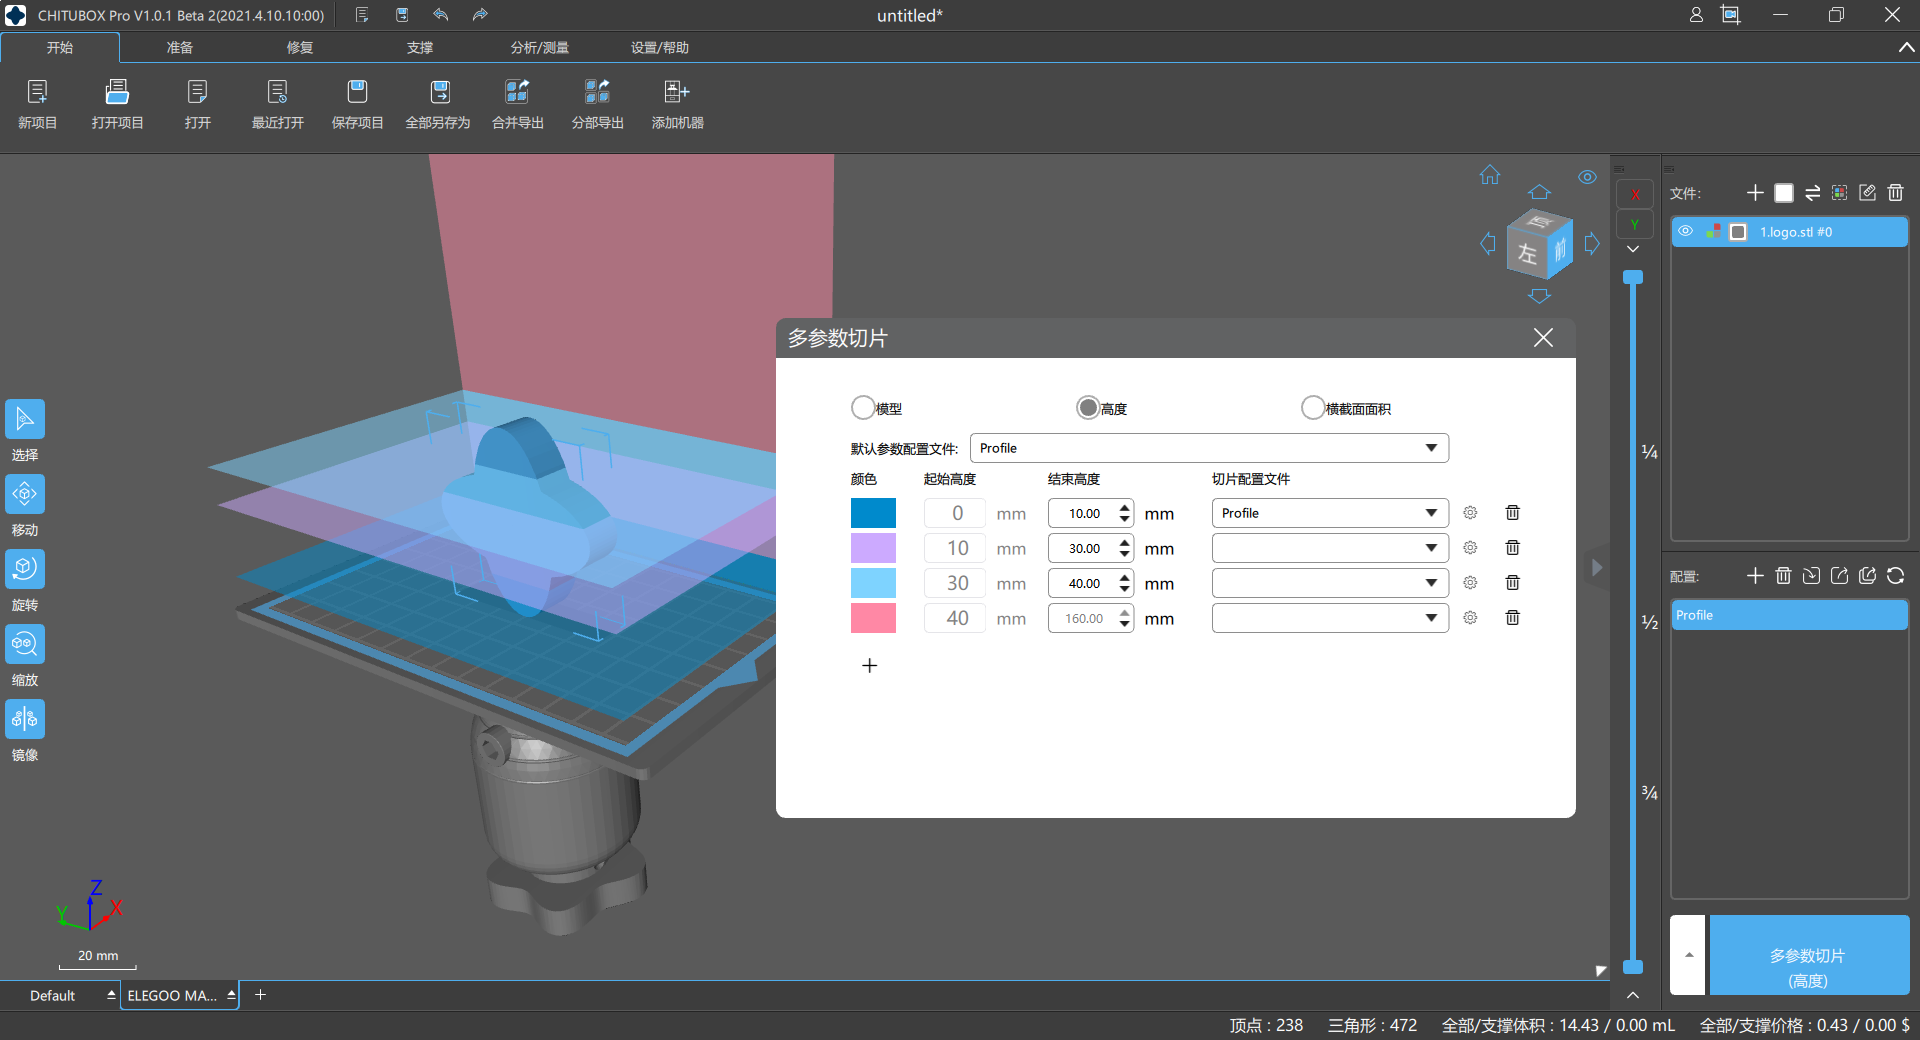 CHITUBOX Pro V1.0.1 Beta 2(2021.4.10.10:00)
untitled*
开始 准备 修复 支撑 分析/测量 设置/帮助
新项目 打开项目 打开 最近打开 保存项目 全部另存为 合并导出 分部导出 添加机器
文件:
X
Y
1.logo.stl #0
左 前
多参数切片
模型 高度 横截面面积
默认参数配置文件: Profile
颜色 起始高度 结束高度 切片配置文件
0 mm 10.00 mm Profile
10 mm 30.00 mm
30 mm 40.00 mm
40 mm 160.00 mm
+
选择
移动
旋转
缩放
镜像
¼
½
¾
配置:
Profile
Z
Y X
20 mm
多参数切片
(高度)
Default ELEGOO MA... +
顶点 : 238 三角形 : 472 全部/支撑体积 : 14.43 / 0.00 mL 全部/支撑价格 : 0.43 / 0.00 $